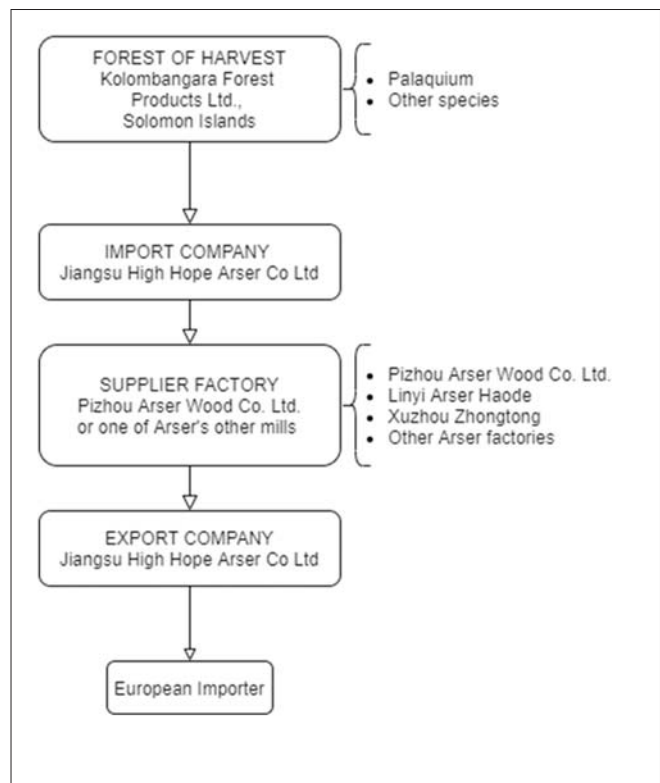 FOREST OF HARVEST
Kolombangara Forest
Products Ltd.,
Solomon Islands
• Palaquium
• Other species
IMPORT COMPANY
Jiangsu High Hope Arser Co Ltd
SUPPLIER FACTORY
Pizhou Arser Wood Co. Ltd.
or one of Arser's other mills
• Pizhou Arser Wood Co. Ltd.
• Linyi Arser Haode
• Xuzhou Zhongtong
• Other Arser factories
EXPORT COMPANY
Jiangsu High Hope Arser Co Ltd
European Importer